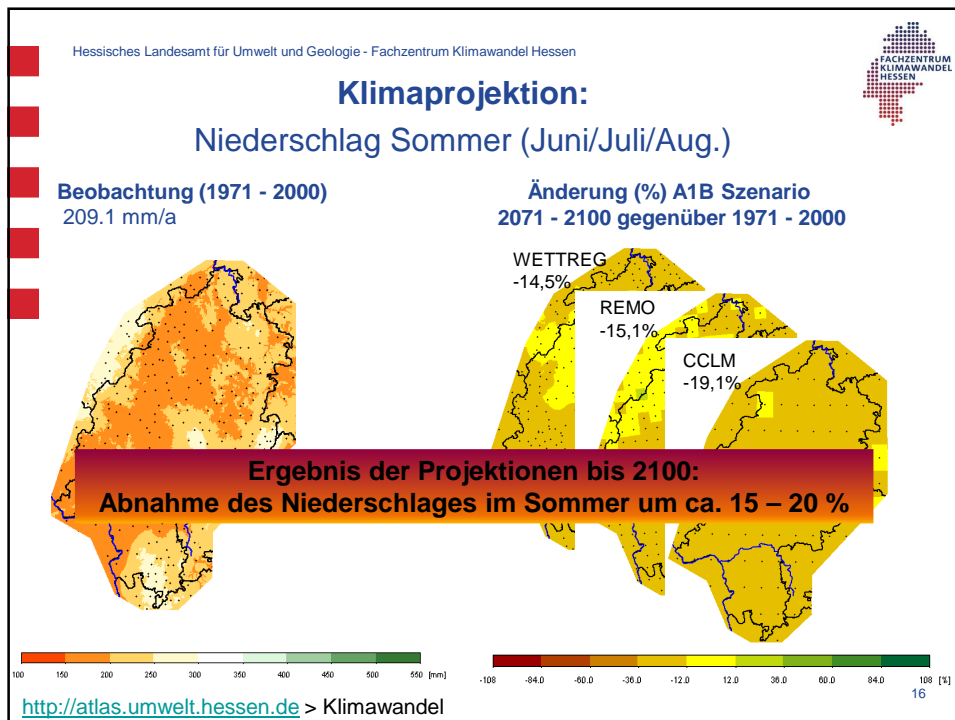 Hessisches Landesamt für Umwelt und Geologie - Fachzentrum Klimawandel Hessen
FACHZENTRUM
KLIMAWANDEL
HESSEN
Klimaprojektion:
Niederschlag Sommer (Juni/Juli/Aug.)
Beobachtung (1971 - 2000)
209.1 mm/a
Änderung (%) A1B Szenario
2071 - 2100 gegenüber 1971 - 2000
WETTREG
-14,5%
REMO
-15,1%
CCLM
-19,1%
Ergebnis der Projektionen bis 2100:
Abnahme des Niederschlages im Sommer um ca. 15 – 20 %
100 150 200 250 300 350 400 450 500 550 [mm]
-108 -84.0 -60.0 -36.0 -12.0 12.0 36.0 60.0 84.0 108 [%]
16
http://atlas.umwelt.hessen.de > Klimawandel